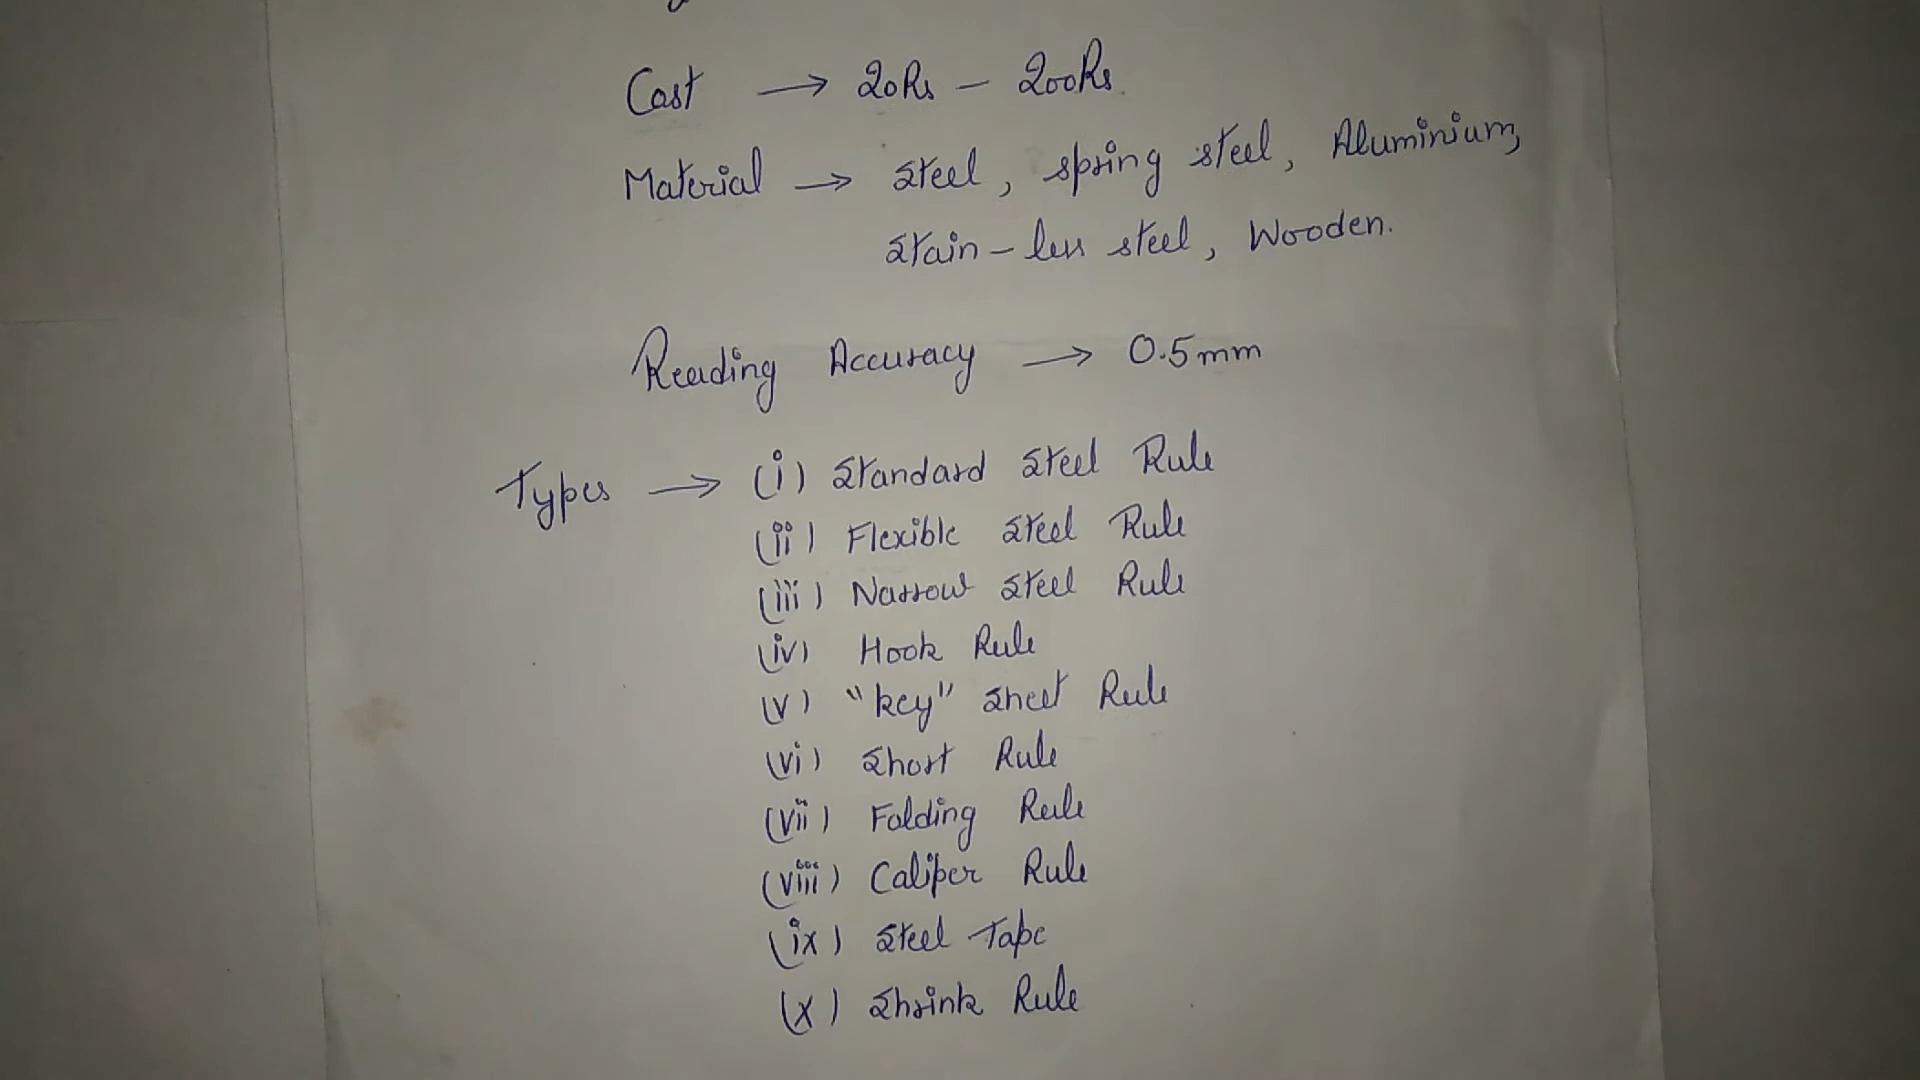 Cost → 20Rs – 200Rs.
Material → steel, spring steel, Aluminium,
stain-less steel, Wooden.
Reading Accuracy → 0.5mm
Types → (i) Standard Steel Rule
(ii) Flexible Steel Rule
(iii) Narrow Steel Rule
(iv) Hook Rule
(v) "key" Sheet Rule
(vi) Short Rule
(vii) Folding Rule
(viii) Caliper Rule
(ix) Steel Tape
(x) Shrink Rule